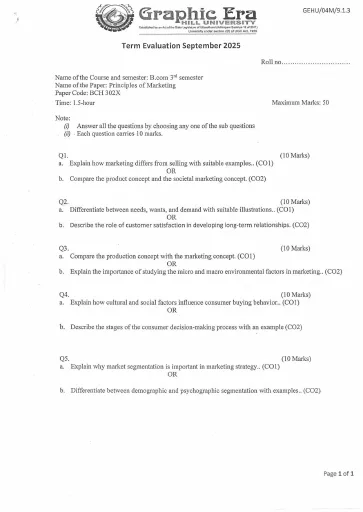 GEHU/04M/9.1.3
Graphic Era
HILL UNIVERSITY
Term Evaluation September 2025
Roll no.................................
Name of the Course and semester: B.com 3rd semester
Name of the Paper: Principles of Marketing
Paper Code: BCH 302X
Time: 1.5-hour Maximum Marks: 50
Note:
(i) Answer all the questions by choosing any one of the sub questions
(ii) Each question carries 10 marks.
Q1. (10 Marks)
a. Explain how marketing differs from selling with suitable examples.. (CO1)
OR
b. Compare the product concept and the societal marketing concept. (CO2)
Q2. (10 Marks)
a. Differentiate between needs, wants, and demand with suitable illustrations.. (CO1)
OR
b. Describe the role of customer satisfaction in developing long-term relationships. (CO2)
Q3. (10 Marks)
a. Compare the production concept with the marketing concept. (CO1)
OR
b. Explain the importance of studying the micro and macro environmental factors in marketing.. (CO2)
Q4. (10 Marks)
a. Explain how cultural and social factors influence consumer buying behavior.. (CO1)
OR
b. Describe the stages of the consumer decision-making process with an example (CO2)
Q5. (10 Marks)
a. Explain why market segmentation is important in marketing strategy.. (CO1)
OR
b. Differentiate between demographic and psychographic segmentation with examples.. (CO2)
Page 1 of 1